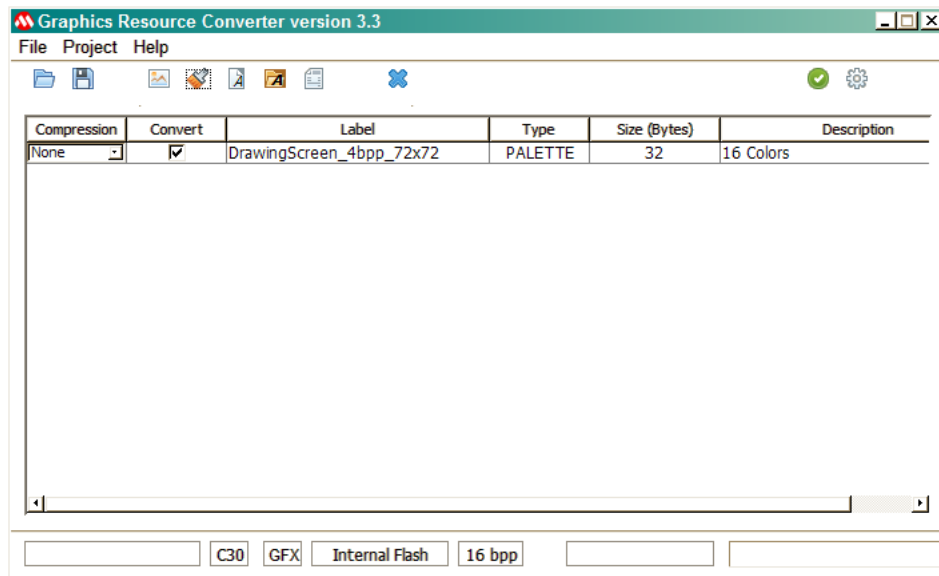 Graphics Resource Converter version 3.3
File Project Help
Compression Convert Label Type Size (Bytes) Description
None DrawingScreen_4bpp_72x72 PALETTE 32 16 Colors
C30 GFX Internal Flash 16 bpp